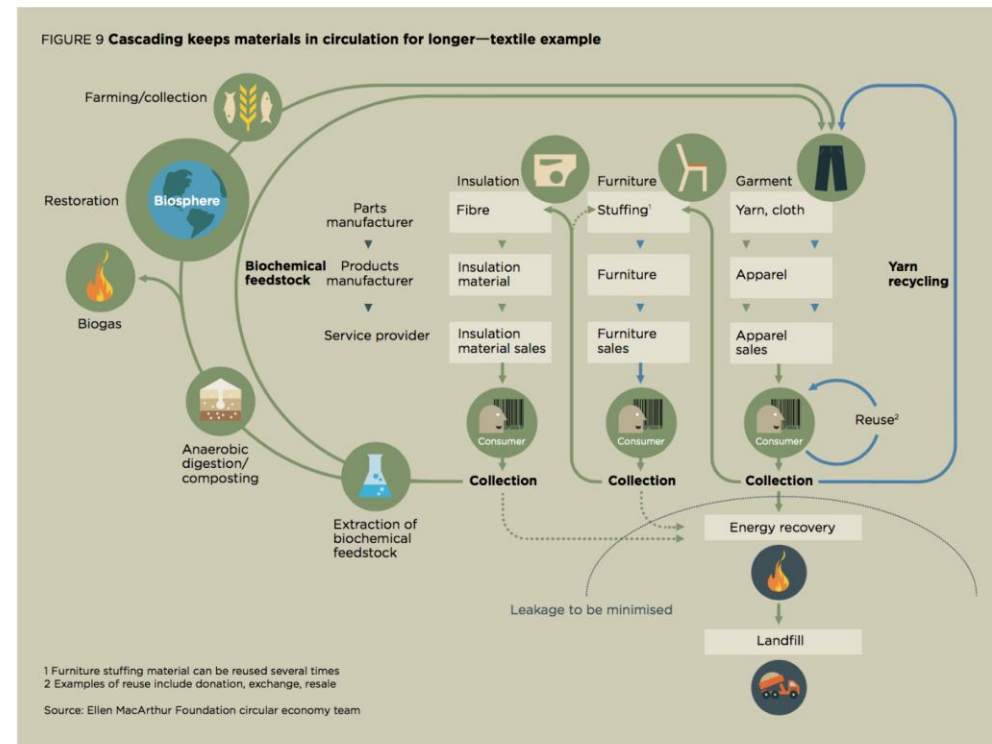 FIGURE 9 Cascading keeps materials in circulation for longer—textile example
Farming/collection
Restoration
Biosphere
Biogas
Anaerobic
digestion/
composting
Extraction of
biochemical
feedstock
Biochemical
feedstock
Parts
manufacturer
Products
manufacturer
Service provider
Insulation
Fibre
Insulation
material
Insulation
material sales
Consumer
Collection
Furniture
Stuffing¹
Furniture
Furniture
sales
Consumer
Collection
Garment
Yarn, cloth
Apparel
Apparel
sales
Consumer
Collection
Reuse²
Yarn
recycling
Energy recovery
Leakage to be minimised
Landfill
1 Furniture stuffing material can be reused several times
2 Examples of reuse include donation, exchange, resale
Source: Ellen MacArthur Foundation circular economy team